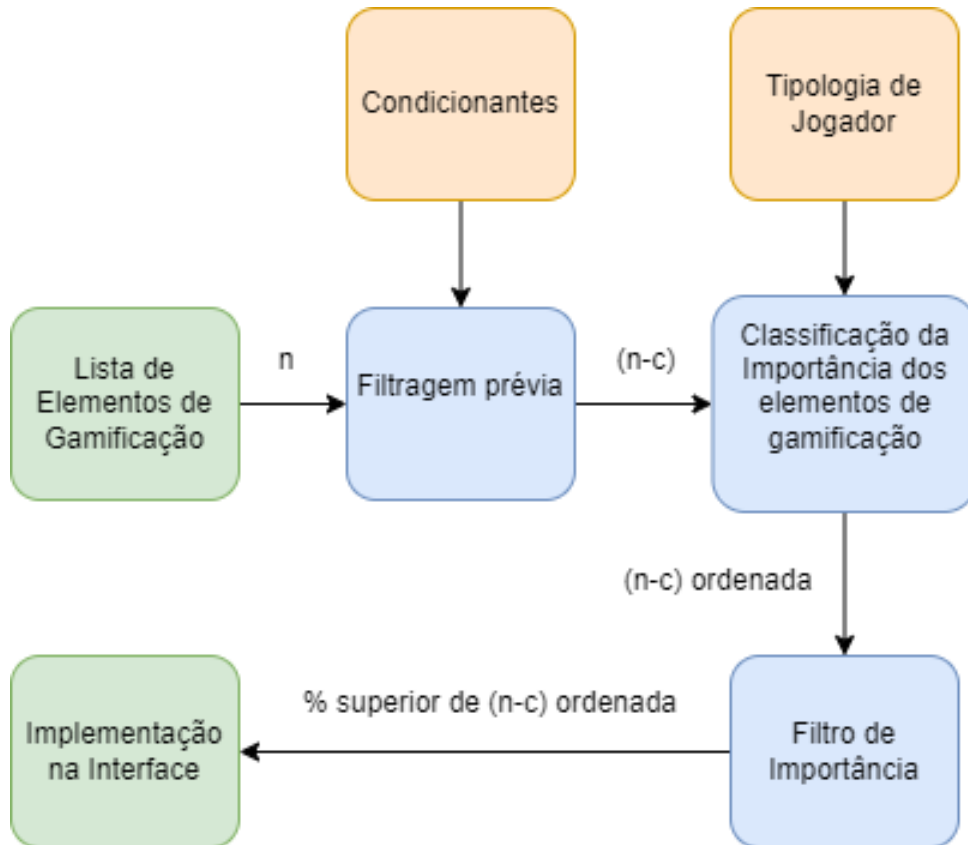 Condicionantes
Tipologia de
Jogador
Lista de
Elementos de
Gamificação
n
Filtragem prévia
(n-c)
Classificação da
Importância dos
elementos de
gamificação
(n-c) ordenada
Implementação
na Interface
% superior de (n-c) ordenada
Filtro de
Importância